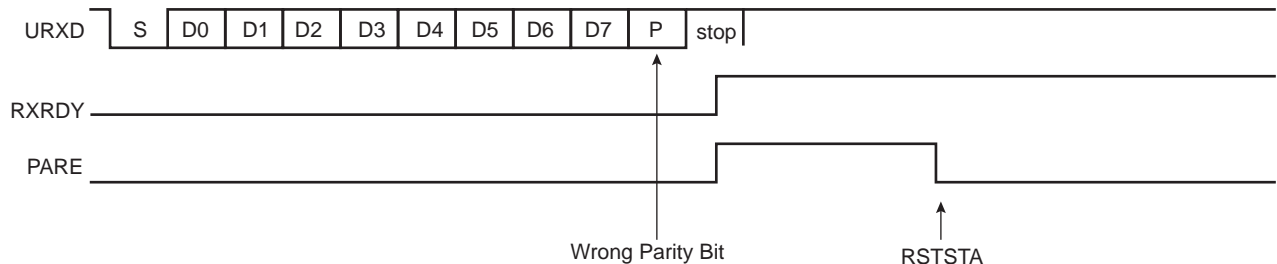 URXD S D0 D1 D2 D3 D4 D5 D6 D7 P stop
RXRDY
PARE
Wrong Parity Bit RSTSTA